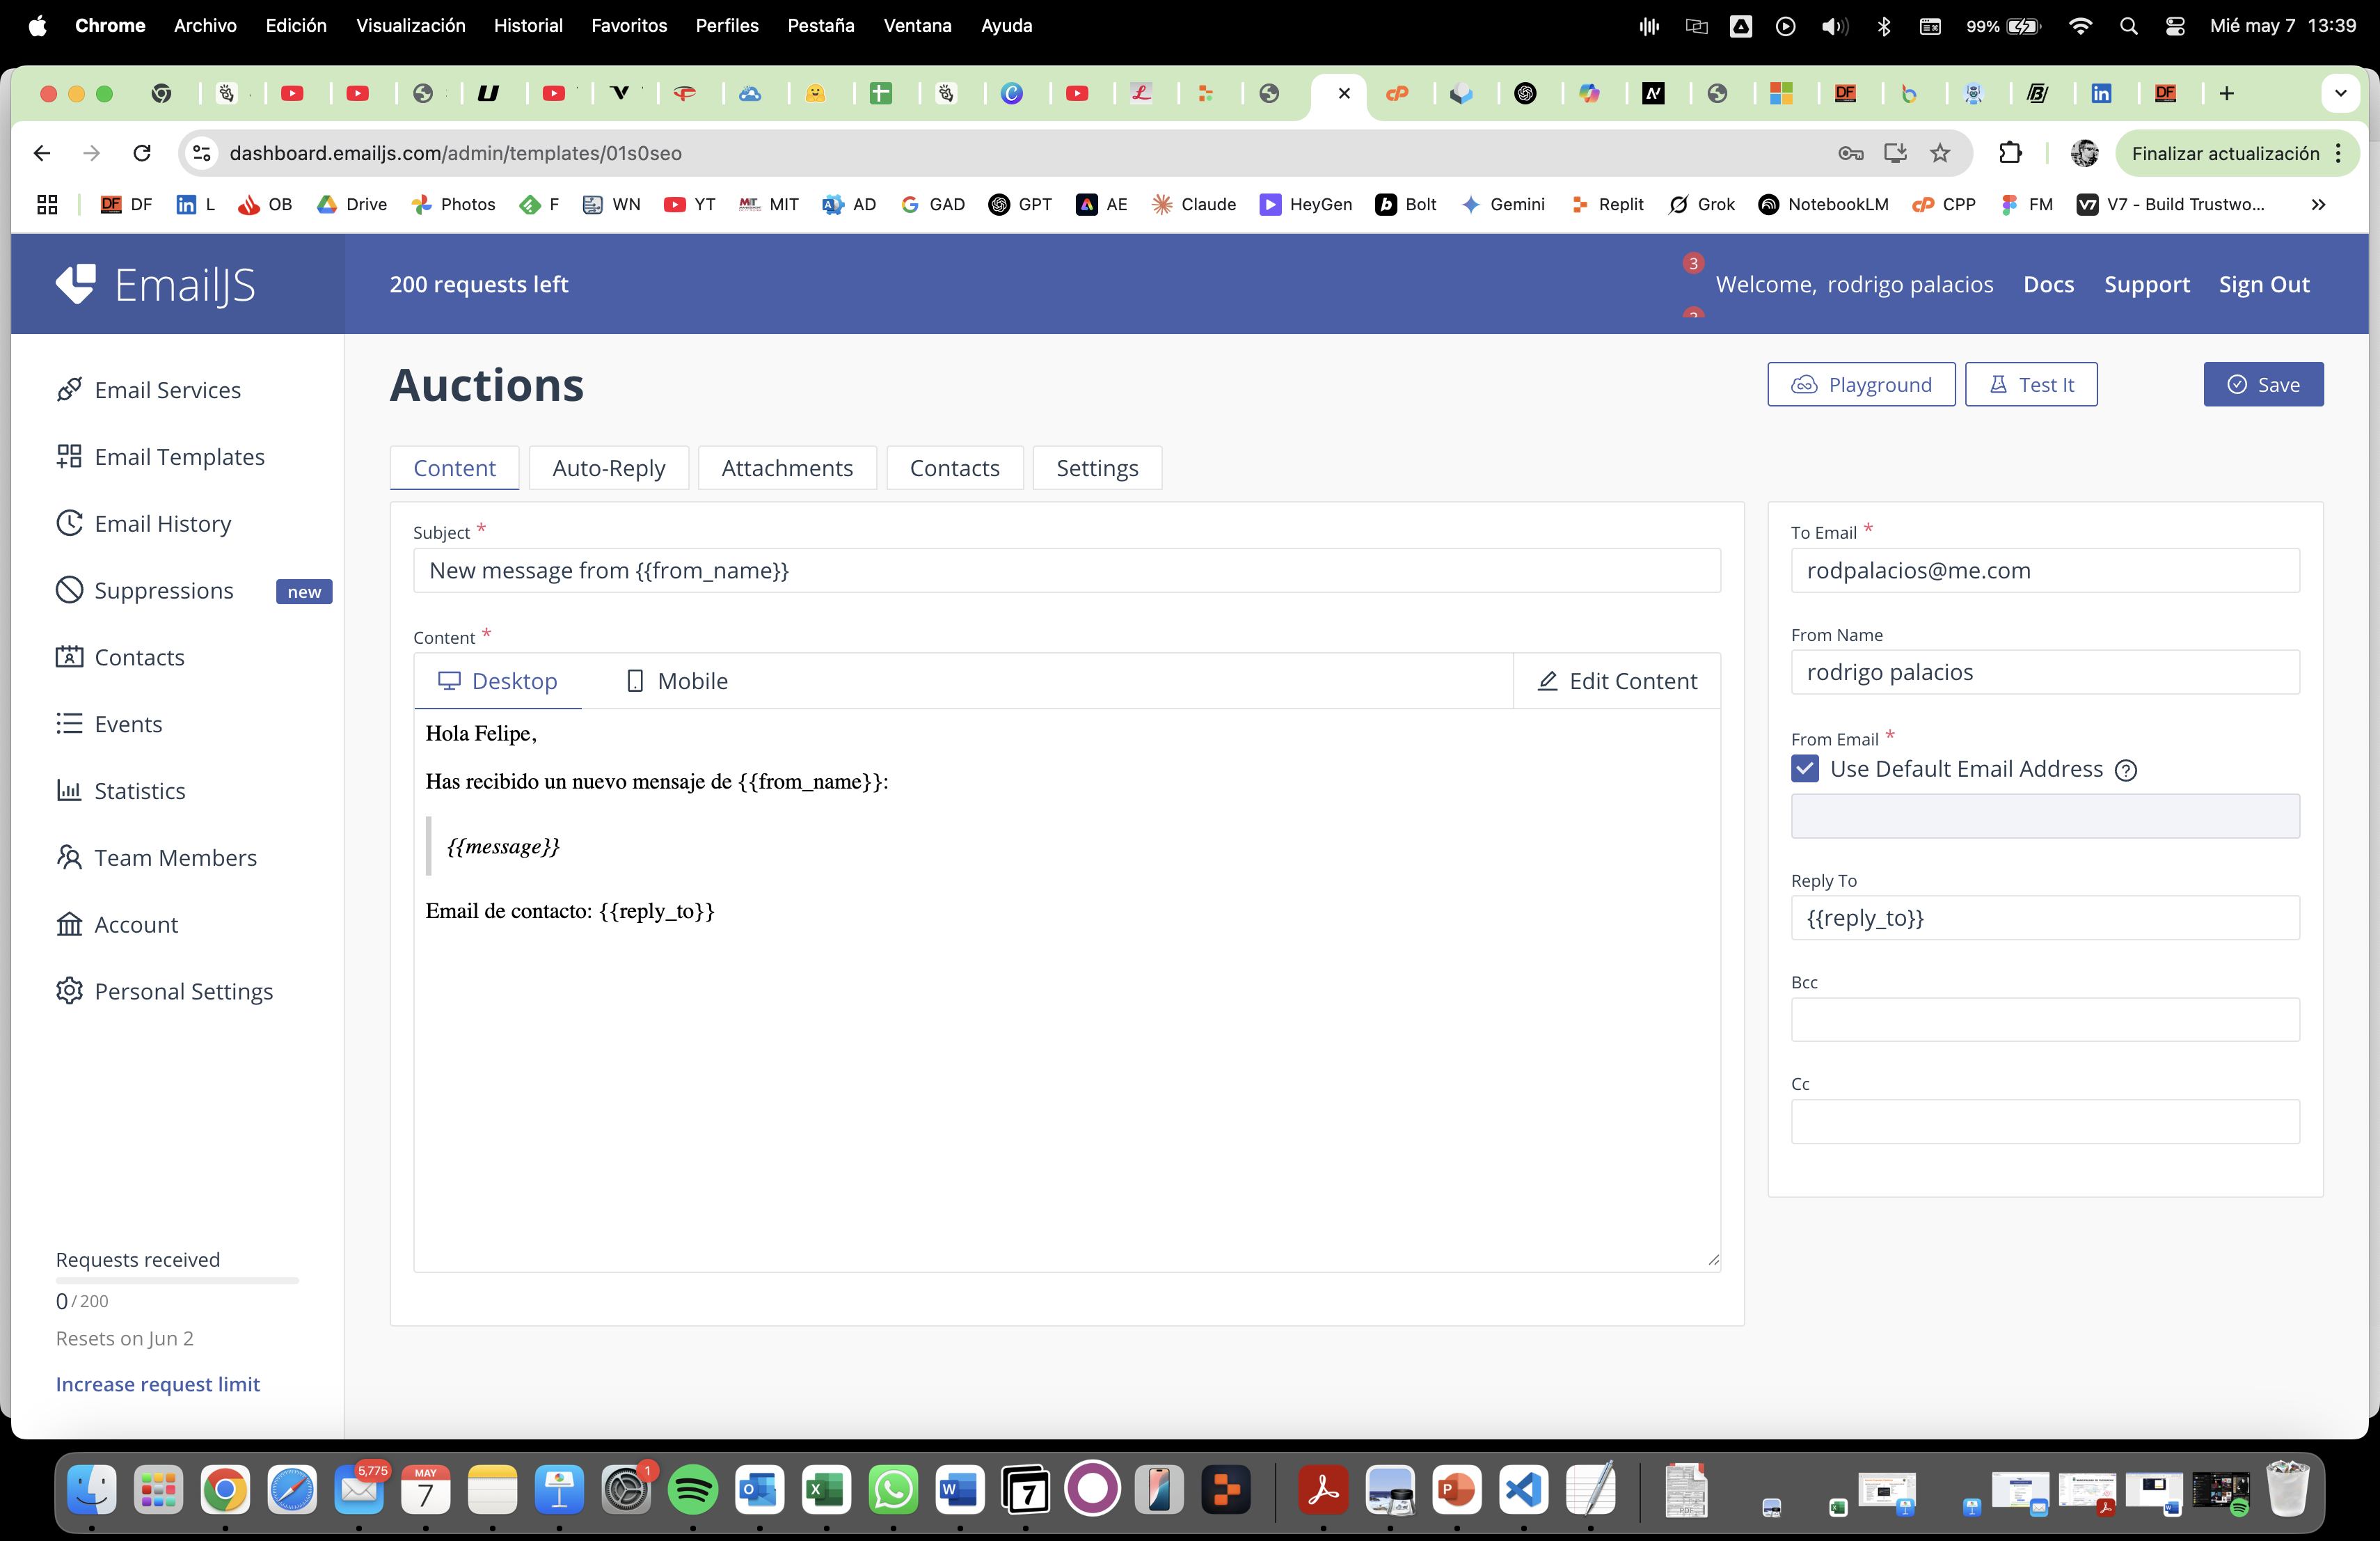 Chrome Archivo Edición Visualización Historial Favoritos Perfiles Pestaña Ventana Ayuda 99% Mié may 7 13:39
dashboard.emailjs.com/admin/templates/01s0seo Finalizar actualización
DF L OB Drive Photos F WN YT MIT AD GAD GPT AE Claude HeyGen Bolt Gemini Replit Grok NotebookLM CPP FM V7 - Build Trustwo... »
EmailJS 200 requests left 3 Welcome, rodrigo palacios Docs Support Sign Out
Email Services
Email Templates
Email History
Suppressions new
Contacts
Events
Statistics
Team Members
Account
Personal Settings
Requests received
0 / 200
Resets on Jun 2
Increase request limit
Auctions
Playground Test It Save
Content Auto-Reply Attachments Contacts Settings
Subject *
New message from {{from_name}}
Content *
Desktop Mobile Edit Content
Hola Felipe,
Has recibido un nuevo mensaje de {{from_name}}:
{{message}}
Email de contacto: {{reply_to}}
To Email *
rodpalacios@me.com
From Name
rodrigo palacios
From Email *
Use Default Email Address
Reply To
{{reply_to}}
Bcc
Cc
5,775 MAY 7 1 7